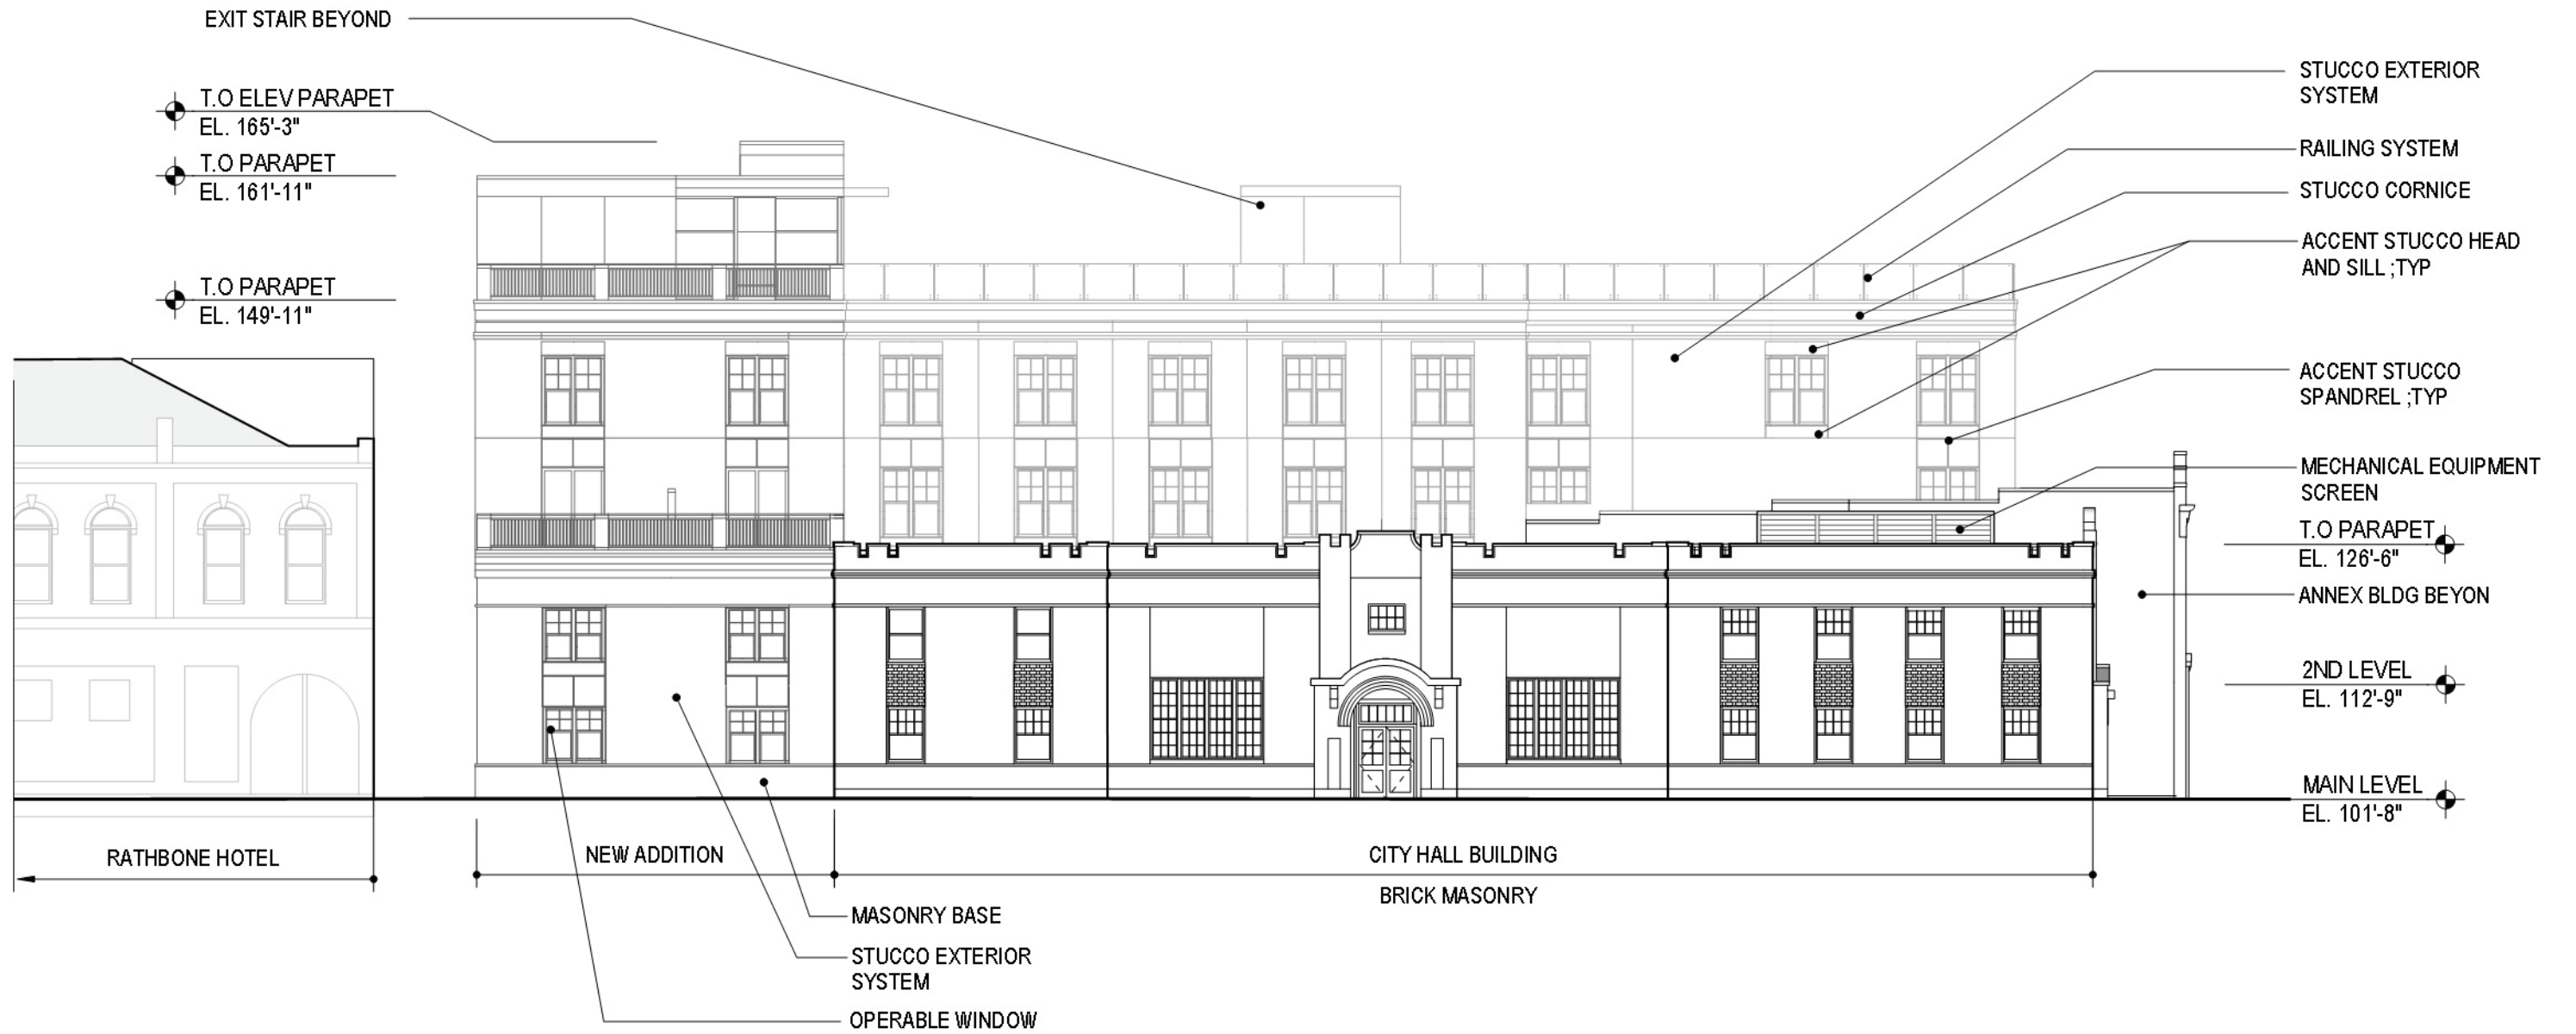 EXIT STAIR BEYOND
T.O ELEV PARAPET
EL. 165'-3"
T.O PARAPET
EL. 161'-11"
T.O PARAPET
EL. 149'-11"
STUCCO EXTERIOR
SYSTEM
RAILING SYSTEM
STUCCO CORNICE
ACCENT STUCCO HEAD
AND SILL ;TYP
ACCENT STUCCO
SPANDREL ;TYP
MECHANICAL EQUIPMENT
SCREEN
T.O PARAPET
EL. 126'-6"
ANNEX BLDG BEYON
2ND LEVEL
EL. 112'-9"
MAIN LEVEL
EL. 101'-8"
RATHBONE HOTEL
NEW ADDITION
CITY HALL BUILDING
BRICK MASONRY
MASONRY BASE
STUCCO EXTERIOR
SYSTEM
OPERABLE WINDOW